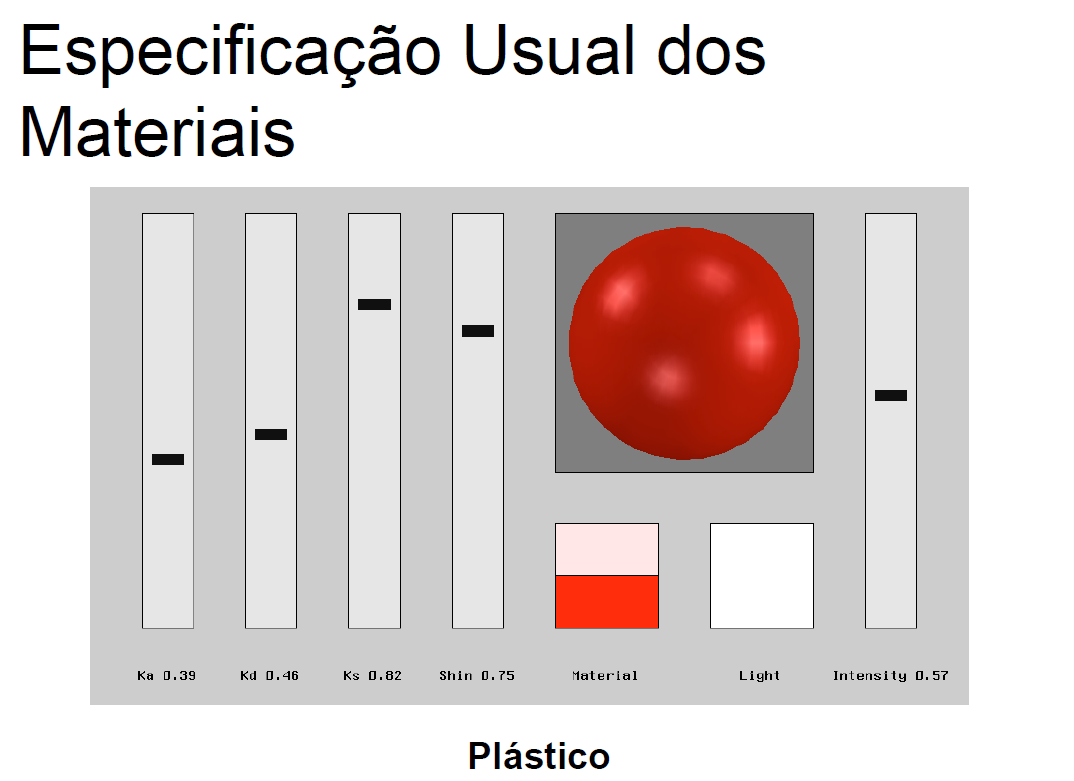 Especificação Usual dos
Materiais
Ka 0.39 Kd 0.46 Ks 0.82 Shin 0.75 Material Light Intensity 0.57
Plástico